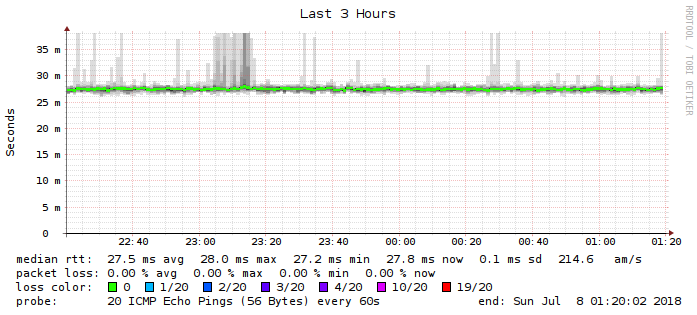 Last 3 Hours
RRDTOOL / TOBI OETIKER
Seconds
35 m
30 m
25 m
20 m
15 m
10 m
5 m
0
22:40 23:00 23:20 23:40 00:00 00:20 00:40 01:00 01:20
median rtt: 27.5 ms avg 28.0 ms max 27.2 ms min 27.8 ms now 0.1 ms sd 214.6 am/s
packet loss: 0.00 % avg 0.00 % max 0.00 % min 0.00 % now
loss color: 0 1/20 2/20 3/20 4/20 10/20 19/20
probe: 20 ICMP Echo Pings (56 Bytes) every 60s end: Sun Jul 8 01:20:02 2018